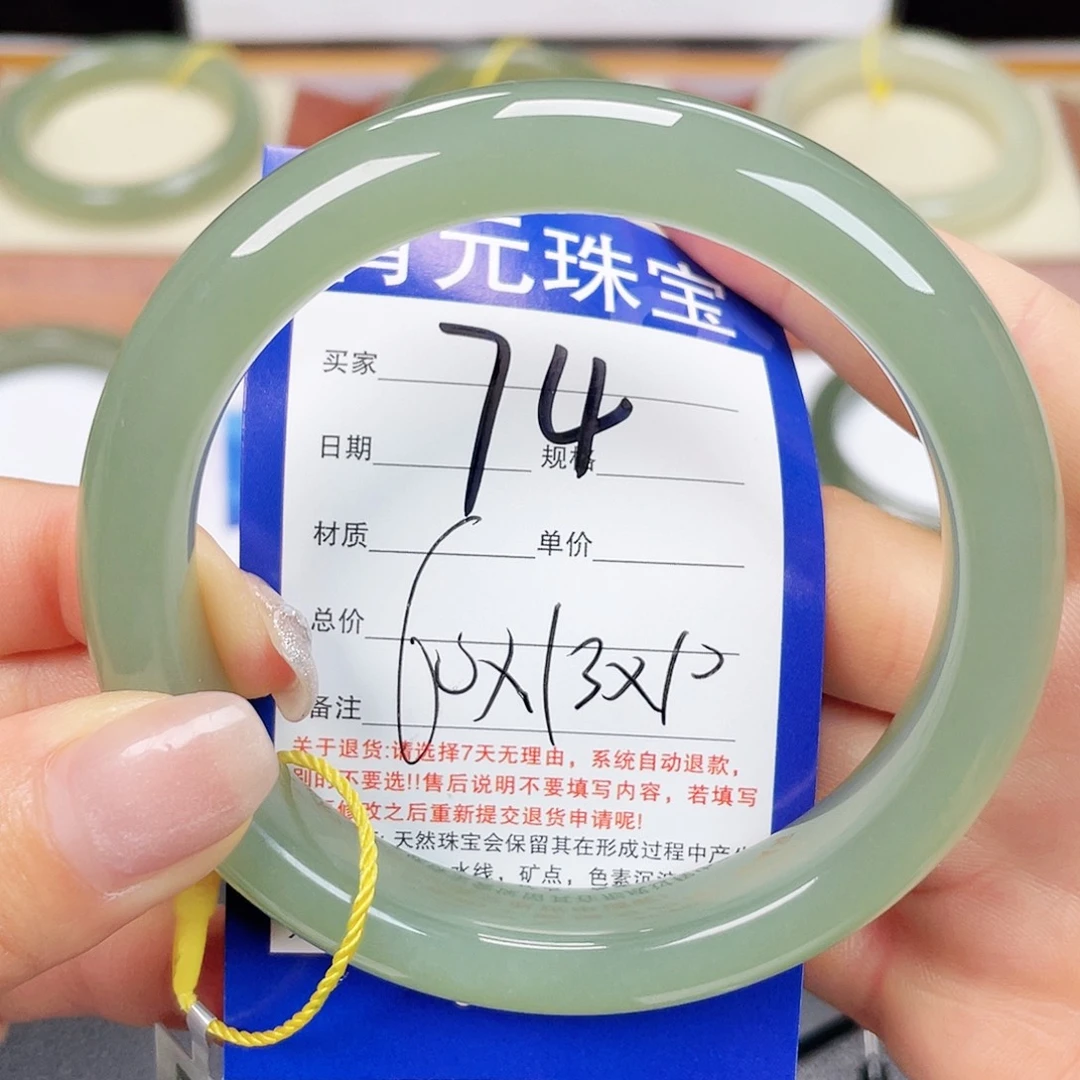 元珠宝
买家 74
日期 规格
材质 单价
总价
备注
关于退货:请选择7天无理由，系统自动退款，
别的不要选!!售后说明不要填写内容，若填写
修改之后重新提交退货申请呢!
天然珠宝会保留其在形成过程中产生
水线，矿点，色素沉